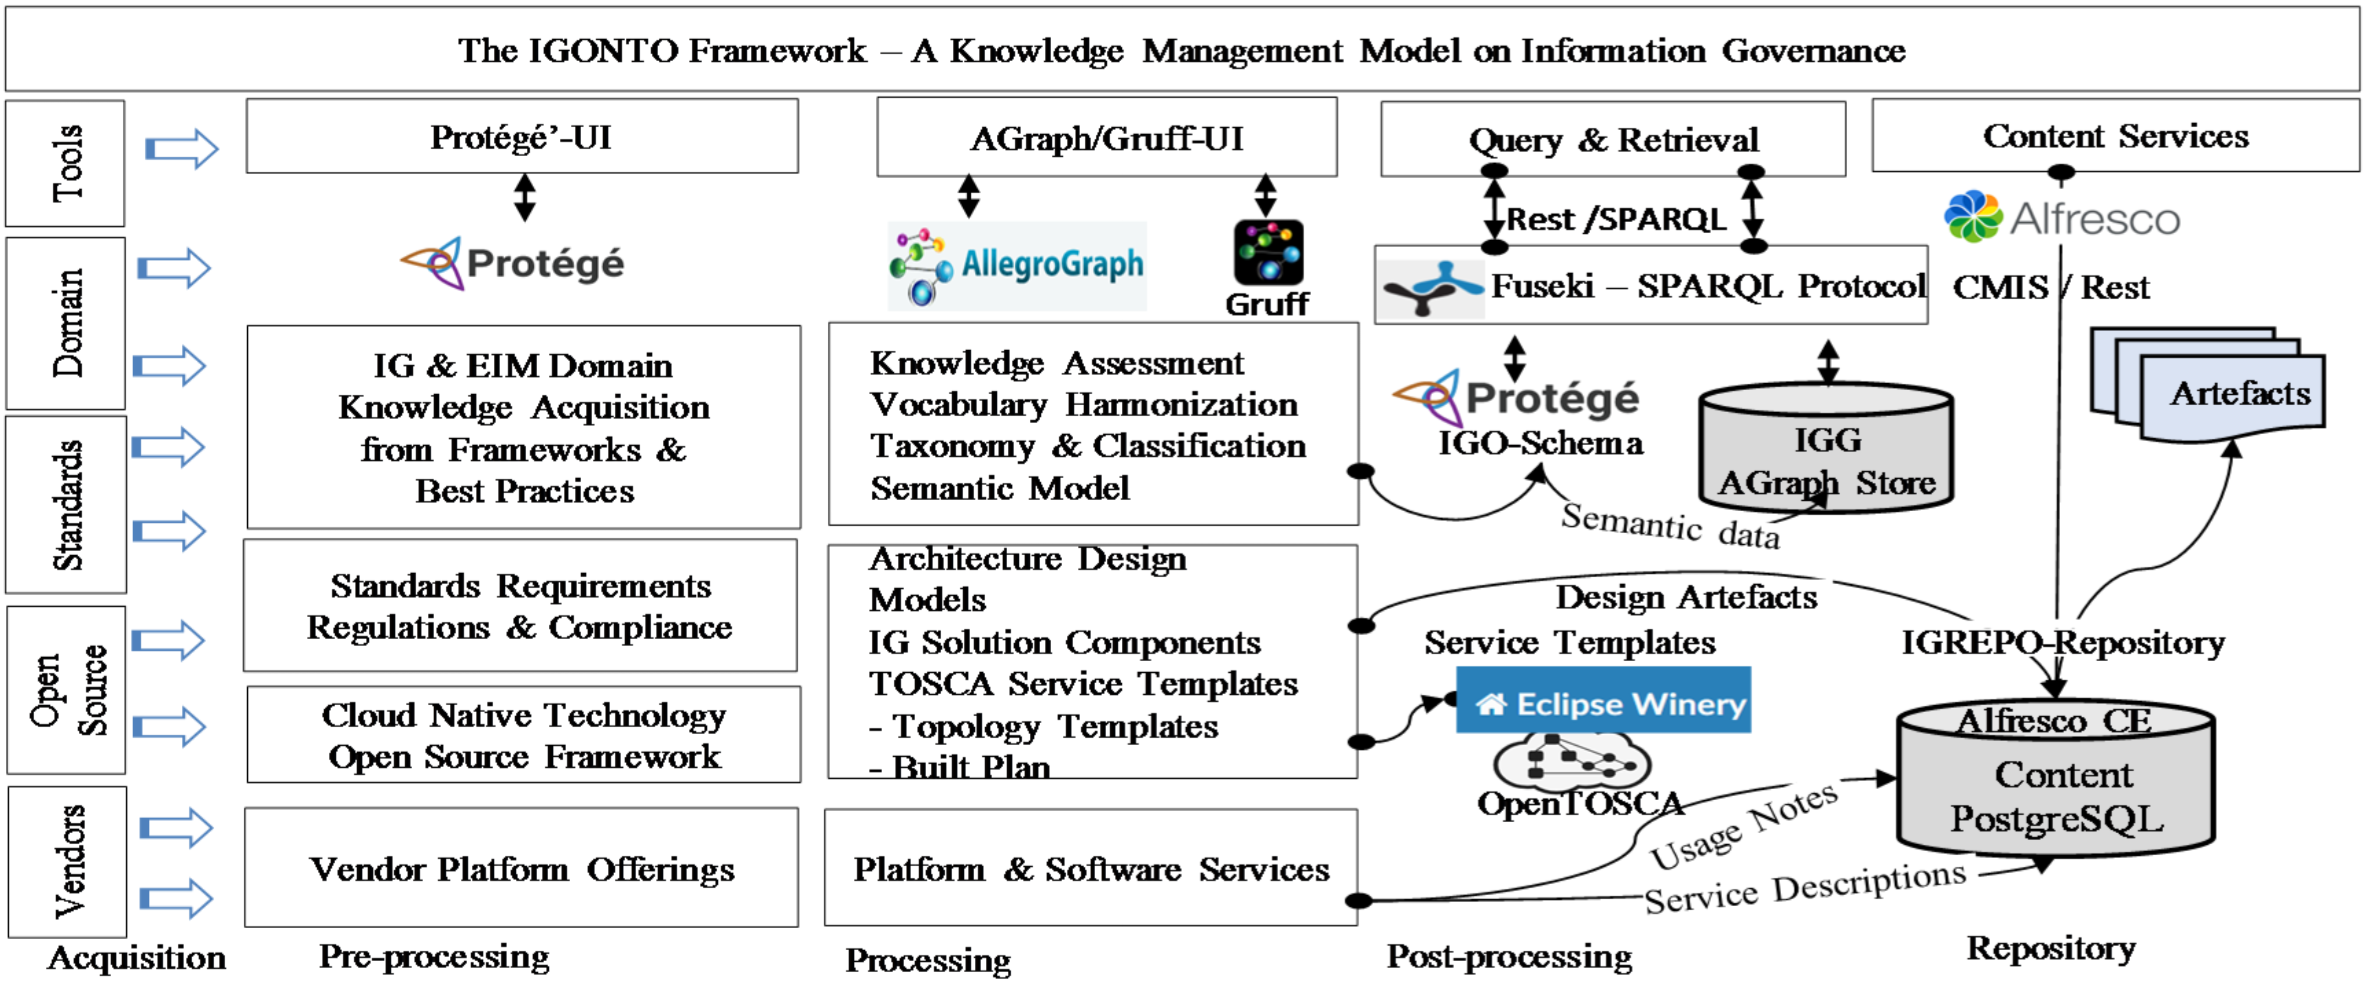 The IGONTO Framework – A Knowledge Management Model on Information Governance
Tools
Domain
Standards
Open
Source
Vendors
Acquisition
Protégé’-UI
Protégé
IG & EIM Domain
Knowledge Acquisition
from Frameworks &
Best Practices
Standards Requirements
Regulations & Compliance
Cloud Native Technology
Open Source Framework
Vendor Platform Offerings
Pre-processing
AGraph/Gruff-UI
AllegroGraph
Gruff
Knowledge Assessment
Vocabulary Harmonization
Taxonomy & Classification
Semantic Model
Architecture Design
Models
IG Solution Components
TOSCA Service Templates
- Topology Templates
- Built Plan
Platform & Software Services
Processing
Query & Retrieval
Rest /SPARQL
Fuseki – SPARQL Protocol
Protégé
IGO-Schema
IGG
AGraph Store
Semantic data
Design Artefacts
Service Templates
Eclipse Winery
OpenTOSCA
Usage Notes
Service Descriptions
Post-processing
Content Services
Alfresco
CMIS / Rest
Artefacts
IGREPO-Repository
Alfresco CE
Content
PostgreSQL
Repository